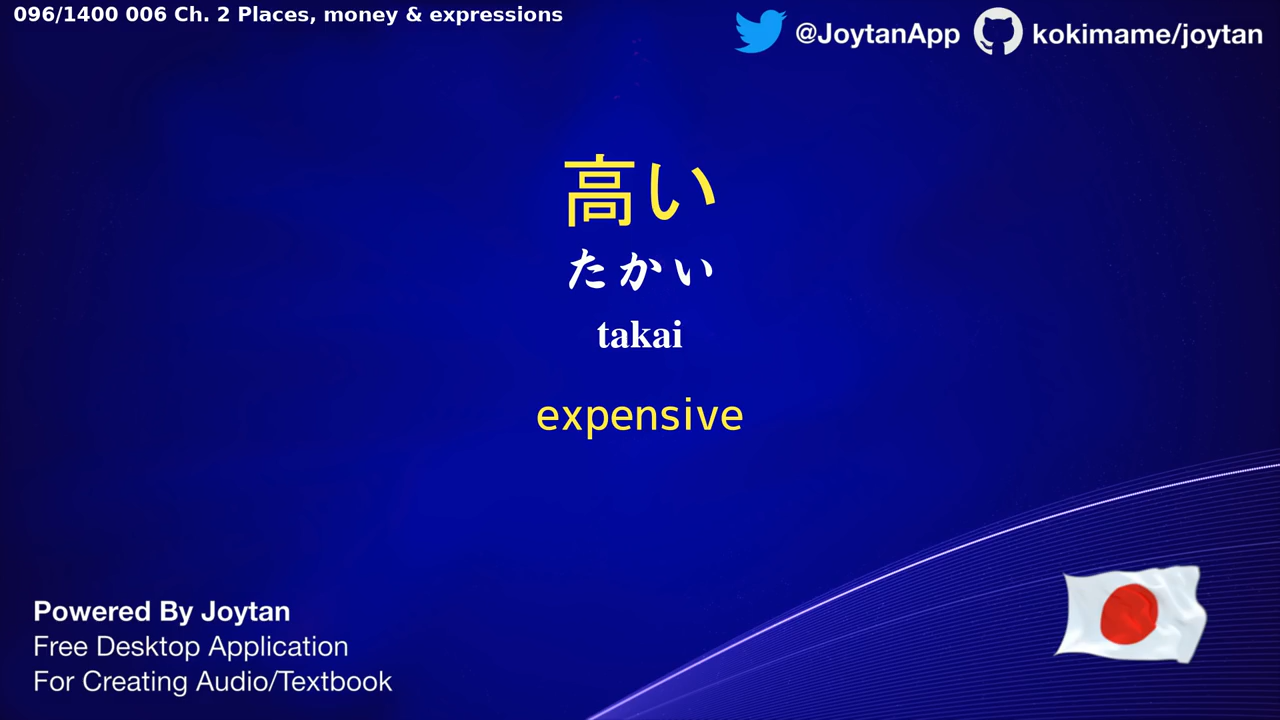 096/1400 006 Ch. 2 Places, money & expressions
@JoytanApp kokimame/joytan
高い
たかい
takai
expensive
Powered By Joytan
Free Desktop Application
For Creating Audio/Textbook